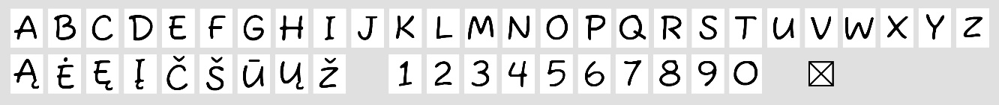 A B C D E F G H I J K L M N O P Q R S T U V W X Y Z
Ą Ė Ę Į Č Š Ū Ų Ž 1 2 3 4 5 6 7 8 9 0 ☒